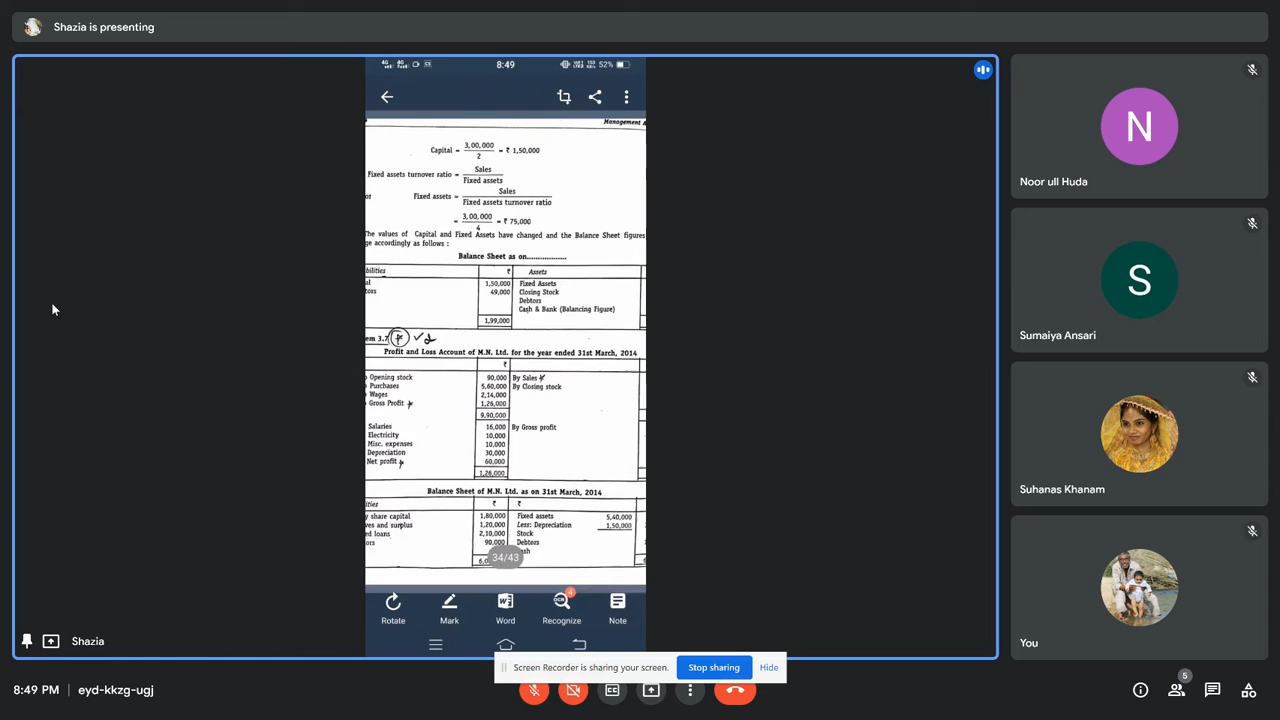 Shazia is presenting
8:49
52%
Management A
Capital = 3,00,000 / 2 = ₹ 1,50,000
Fixed assets turnover ratio = Sales / Fixed assets
or Fixed assets = Sales / Fixed assets turnover ratio
= 3,00,000 / 4 = ₹ 75,000
The values of Capital and Fixed Assets have changed and the Balance Sheet figures
ge accordingly as follows :
Balance Sheet as on..................
bilities ₹ Assets
al 1,50,000 Fixed Assets
tors 49,000 Closing Stock
Debtors
Cash & Bank (Balancing Figure)
1,99,000
em 3.7
Profit and Loss Account of M.N. Ltd. for the year ended 31st March, 2014
₹
Opening stock 90,000 By Sales
Purchases 5,60,000 By Closing stock
Wages 2,14,000
Gross Profit 1,26,000
9,90,000
Salaries 16,000 By Gross profit
Electricity 10,000
Misc. expenses 10,000
Depreciation 30,000
Net profit 60,000
1,26,000
Balance Sheet of M.N. Ltd. as on 31st March, 2014
ities ₹ ₹
y share capital 1,80,000 Fixed assets 5,40,000
ves and surplus 1,20,000 Less: Depreciation 1,50,000
ed loans 2,10,000 Stock
ors 90,000 Debtors
sh
34/43
Rotate Mark Word Recognize Note
4
OCR
Shazia
Noor ull Huda
N
Sumaiya Ansari
S
Suhanas Khanam
You
Screen Recorder is sharing your screen. Stop sharing Hide
8:49 PM eyd-kkzg-ugj